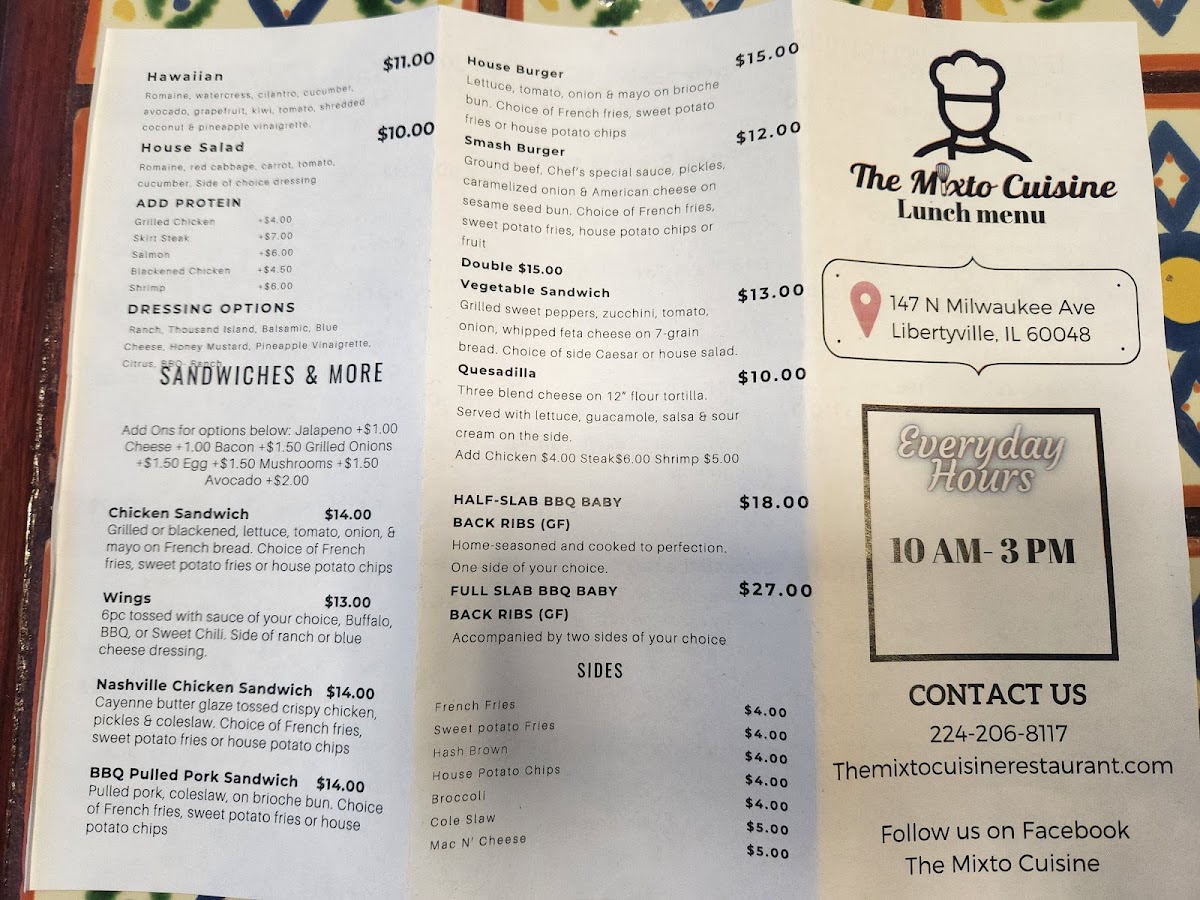 Hawaiian $11.00
Romaine, watercress, cilantro, cucumber,
avocado, grapefruit, kiwi, tomato, shredded
coconut & pineapple vinaigrette.
House Salad $10.00
Romaine, red cabbage, carrot, tomato,
cucumber. Side of choice dressing
ADD PROTEIN
Grilled Chicken +$4.00
Skirt Steak +$7.00
Salmon +$6.00
Blackened Chicken +$4.50
Shrimp +$6.00
DRESSING OPTIONS
Ranch, Thousand Island, Balsamic, Blue
Cheese, Honey Mustard, Pineapple Vinaigrette,
Citrus, BBQ, Ranch
SANDWICHES & MORE
Add Ons for options below: Jalapeno +$1.00
Cheese +1.00 Bacon +$1.50 Grilled Onions
+$1.50 Egg +$1.50 Mushrooms +$1.50
Avocado +$2.00
Chicken Sandwich $14.00
Grilled or blackened, lettuce, tomato, onion, &
mayo on French bread. Choice of French
fries, sweet potato fries or house potato chips
Wings $13.00
6pc tossed with sauce of your choice, Buffalo,
BBQ, or Sweet Chili. Side of ranch or blue
cheese dressing.
Nashville Chicken Sandwich $14.00
Cayenne butter glaze tossed crispy chicken,
pickles & coleslaw. Choice of French fries,
sweet potato fries or house potato chips
BBQ Pulled Pork Sandwich $14.00
Pulled pork, coleslaw, on brioche bun. Choice
of French fries, sweet potato fries or house
potato chips
House Burger $15.00
Lettuce, tomato, onion & mayo on brioche
bun. Choice of French fries, sweet potato
fries or house potato chips
Smash Burger $12.00
Ground beef, Chef's special sauce, pickles,
caramelized onion & American cheese on
sesame seed bun. Choice of French fries,
sweet potato fries, house potato chips or
fruit
Double $15.00
Vegetable Sandwich $13.00
Grilled sweet peppers, zucchini, tomato,
onion, whipped feta cheese on 7-grain
bread. Choice of side Caesar or house salad.
Quesadilla $10.00
Three blend cheese on 12" flour tortilla.
Served with lettuce, guacamole, salsa & sour
cream on the side.
Add Chicken $4.00 Steak$6.00 Shrimp $5.00
HALF-SLAB BBQ BABY $18.00
BACK RIBS (GF)
Home-seasoned and cooked to perfection.
One side of your choice.
FULL SLAB BBQ BABY $27.00
BACK RIBS (GF)
Accompanied by two sides of your choice
SIDES
French Fries $4.00
Sweet potato Fries $4.00
Hash Brown $4.00
House Potato Chips $4.00
Broccoli $4.00
Cole Slaw $5.00
Mac N' Cheese $5.00
The Mixto Cuisine
Lunch menu
147 N Milwaukee Ave
Libertyville, IL 60048
Everyday
Hours
10 AM- 3 PM
CONTACT US
224-206-8117
Themixtocuisinerestaurant.com
Follow us on Facebook
The Mixto Cuisine